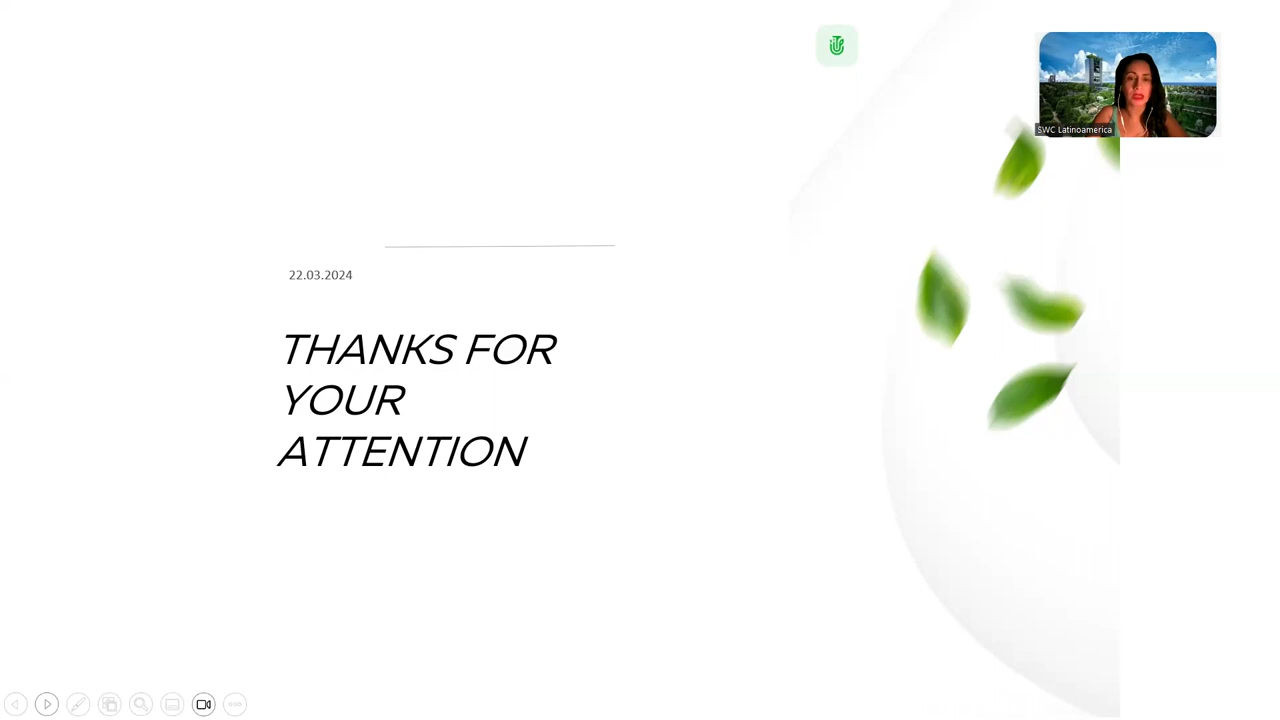 SWC Latinoamerica
22.03.2024
THANKS FOR
YOUR
ATTENTION